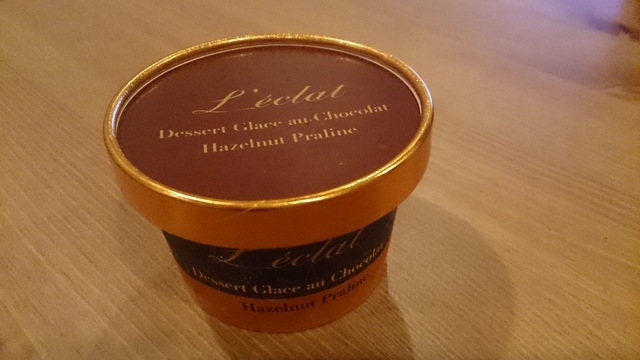 L'éclat
Dessert Glace au Chocolat
Hazelnut Praline
L'éclat
Dessert Glace au Chocolat
Hazelnut Praline